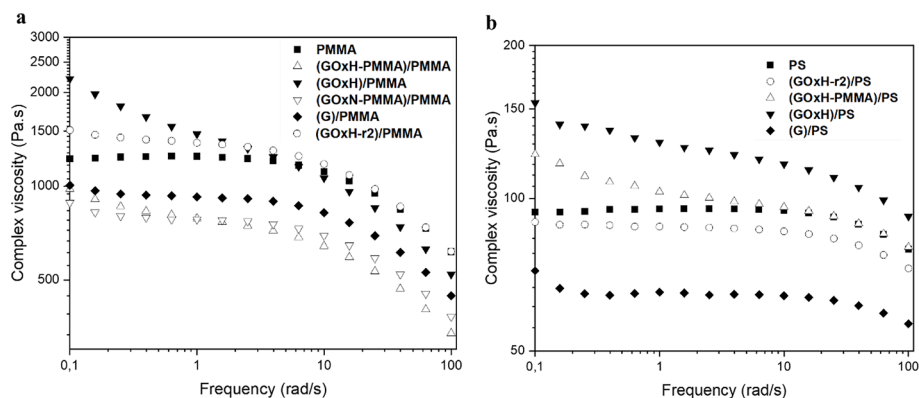 a
Complex viscosity (Pa.s)
3000
2500
2000
1500
1000
500
PMMA
(GOxH-PMMA)/PMMA
(GOxH)/PMMA
(GOxN-PMMA)/PMMA
(G)/PMMA
(GOxH-r2)/PMMA
0,1
1
10
100
Frequency (rad/s)
b
Complex viscosity (Pa.s)
200
150
100
50
PS
(GOxH-r2)/PS
(GOxH-PMMA)/PS
(GOxH)/PS
(G)/PS
0,1
1
10
100
Frequency (rad/s)